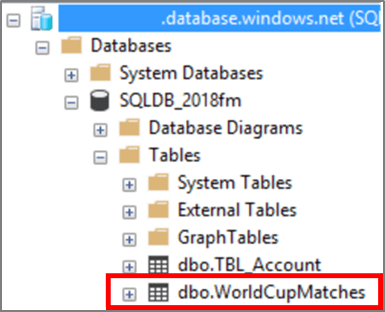 .database.windows.net (SQ
Databases
System Databases
SQLDB_2018fm
Database Diagrams
Tables
System Tables
External Tables
GraphTables
dbo.TBL_Account
dbo.WorldCupMatches